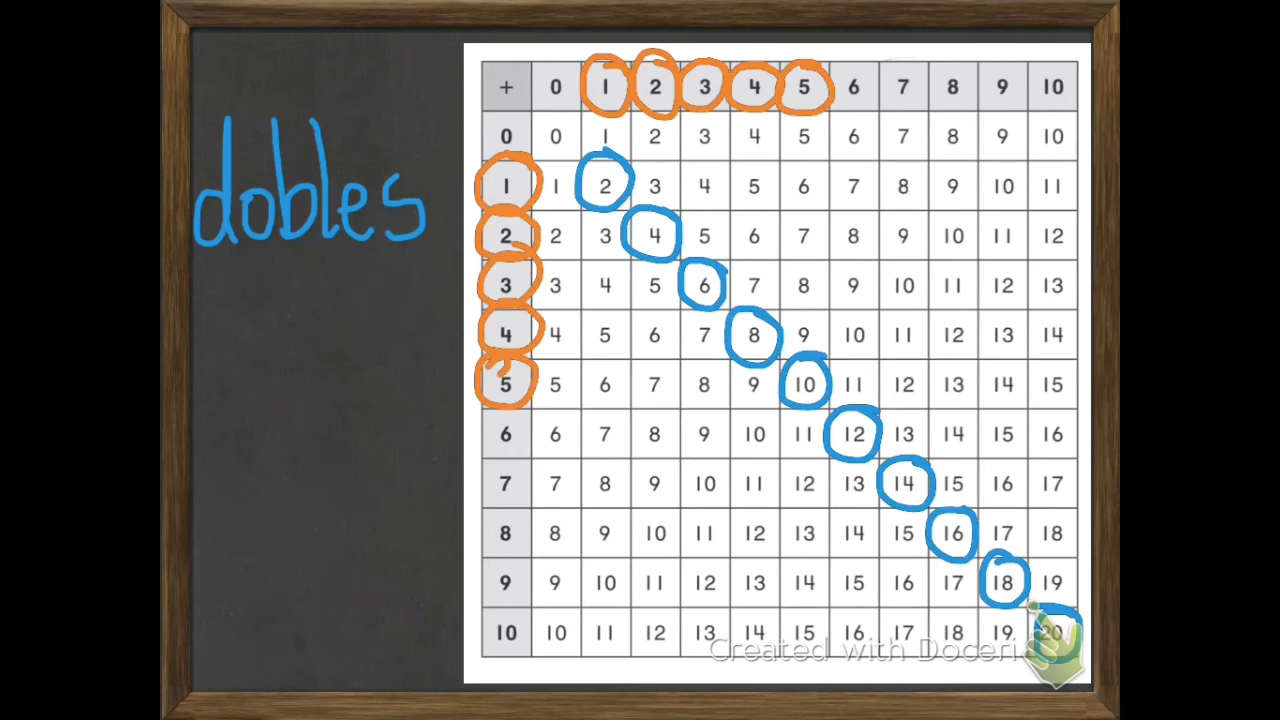 dobles
+ 0 1 2 3 4 5 6 7 8 9 10
0 0 1 2 3 4 5 6 7 8 9 10
1 1 2 3 4 5 6 7 8 9 10 11
2 2 3 4 5 6 7 8 9 10 11 12
3 3 4 5 6 7 8 9 10 11 12 13
4 4 5 6 7 8 9 10 11 12 13 14
5 5 6 7 8 9 10 11 12 13 14 15
6 6 7 8 9 10 11 12 13 14 15 16
7 7 8 9 10 11 12 13 14 15 16 17
8 8 9 10 11 12 13 14 15 16 17 18
9 9 10 11 12 13 14 15 16 17 18 19
10 10 11 12 13 14 15 16 17 18 19 20
Created with Doceri